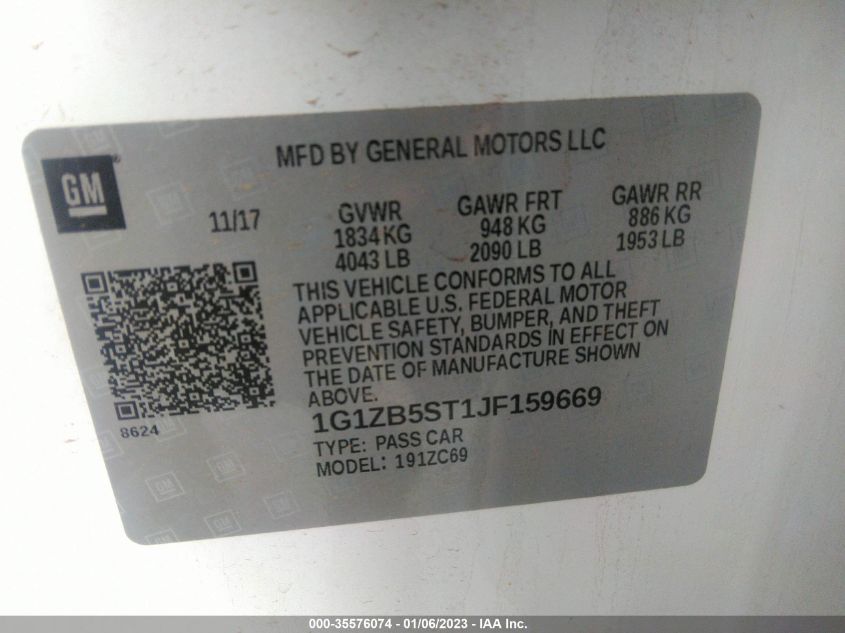 MFD BY GENERAL MOTORS LLC
GM®
11/17
GVWR
1834 KG
4043 LB
GAWR FRT
948 KG
2090 LB
GAWR RR
886 KG
1953 LB
THIS VEHICLE CONFORMS TO ALL
APPLICABLE U.S. FEDERAL MOTOR
VEHICLE SAFETY, BUMPER, AND THEFT
PREVENTION STANDARDS IN EFFECT ON
THE DATE OF MANUFACTURE SHOWN
ABOVE.
1G1ZB5ST1JF159669
8624
TYPE: PASS CAR
MODEL: 191ZC69
000-35576074 - 01/06/2023 - IAA Inc.